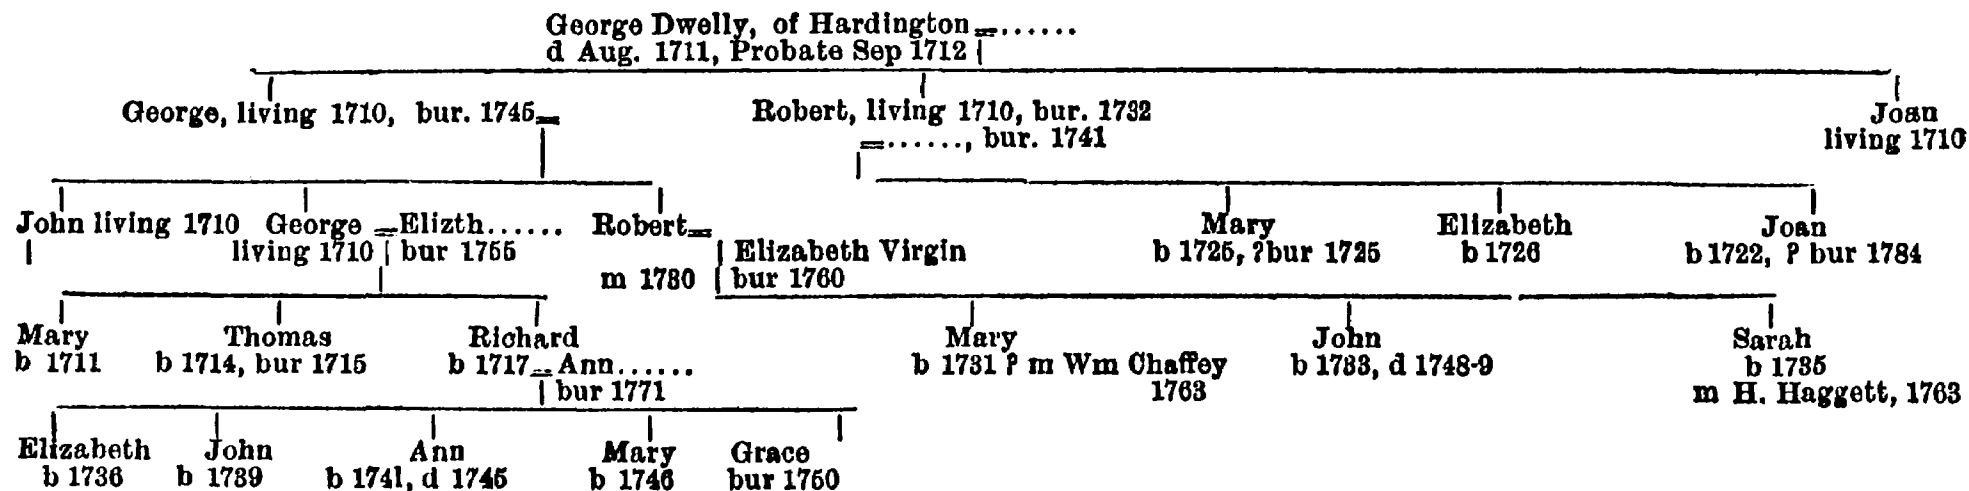 George Dwelly, of Hardington =......
d Aug. 1711, Probate Sep 1712
George, living 1710, bur. 1745 =
Robert, living 1710, bur. 1732
=......, bur. 1741
Joan
living 1710
John living 1710
George = Elizth......
living 1710 bur 1755
Robert =
Elizabeth Virgin
m 1730 bur 1760
Mary
b 1725, ? bur 1725
Elizabeth
b 1726
Joan
b 1722, ? bur 1784
Mary
b 1711
Thomas
b 1714, bur 1715
Richard
b 1717 = Ann......
bur 1771
Mary
b 1731 ? m Wm Chaffey
1763
John
b 1733, d 1748-9
Sarah
b 1735
m H. Haggett, 1763
Elizabeth
b 1736
John
b 1739
Ann
b 1741, d 1745
Mary
b 1746
Grace
bur 1750